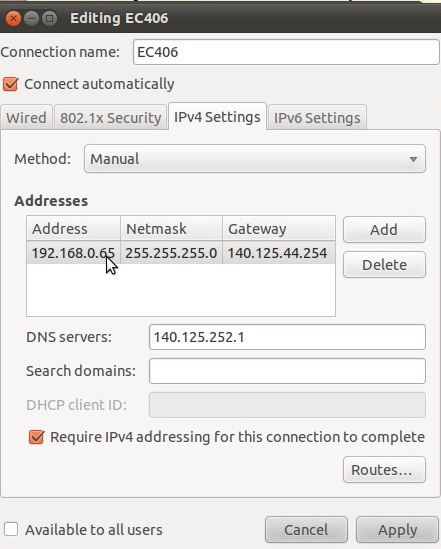 Editing EC406
Connection name: EC406
Connect automatically
Wired 802.1x Security IPv4 Settings IPv6 Settings
Method: Manual
Addresses
Address Netmask Gateway
192.168.0.65 255.255.255.0 140.125.44.254
Add
Delete
DNS servers: 140.125.252.1
Search domains:
DHCP client ID:
Require IPv4 addressing for this connection to complete
Routes...
Available to all users
Cancel Apply